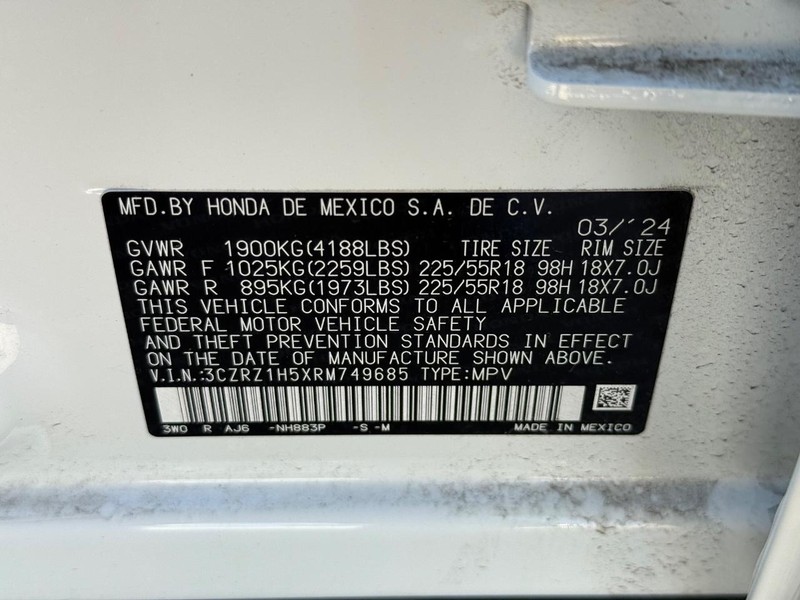 MFD.BY HONDA DE MEXICO S.A. DE C.V.
03/´24
GVWR 1900KG(4188LBS) TIRE SIZE RIM SIZE
GAWR F 1025KG(2259LBS) 225/55R18 98H 18X7.0J
GAWR R 895KG(1973LBS) 225/55R18 98H 18X7.0J
THIS VEHICLE CONFORMS TO ALL APPLICABLE
FEDERAL MOTOR VEHICLE SAFETY
AND THEFT PREVENTION STANDARDS IN EFFECT
ON THE DATE OF MANUFACTURE SHOWN ABOVE.
V.I.N.:3CZRZ1H5XRM749685 TYPE:MPV
3W0 R AJ6 -NH883P -S -M MADE IN MEXICO